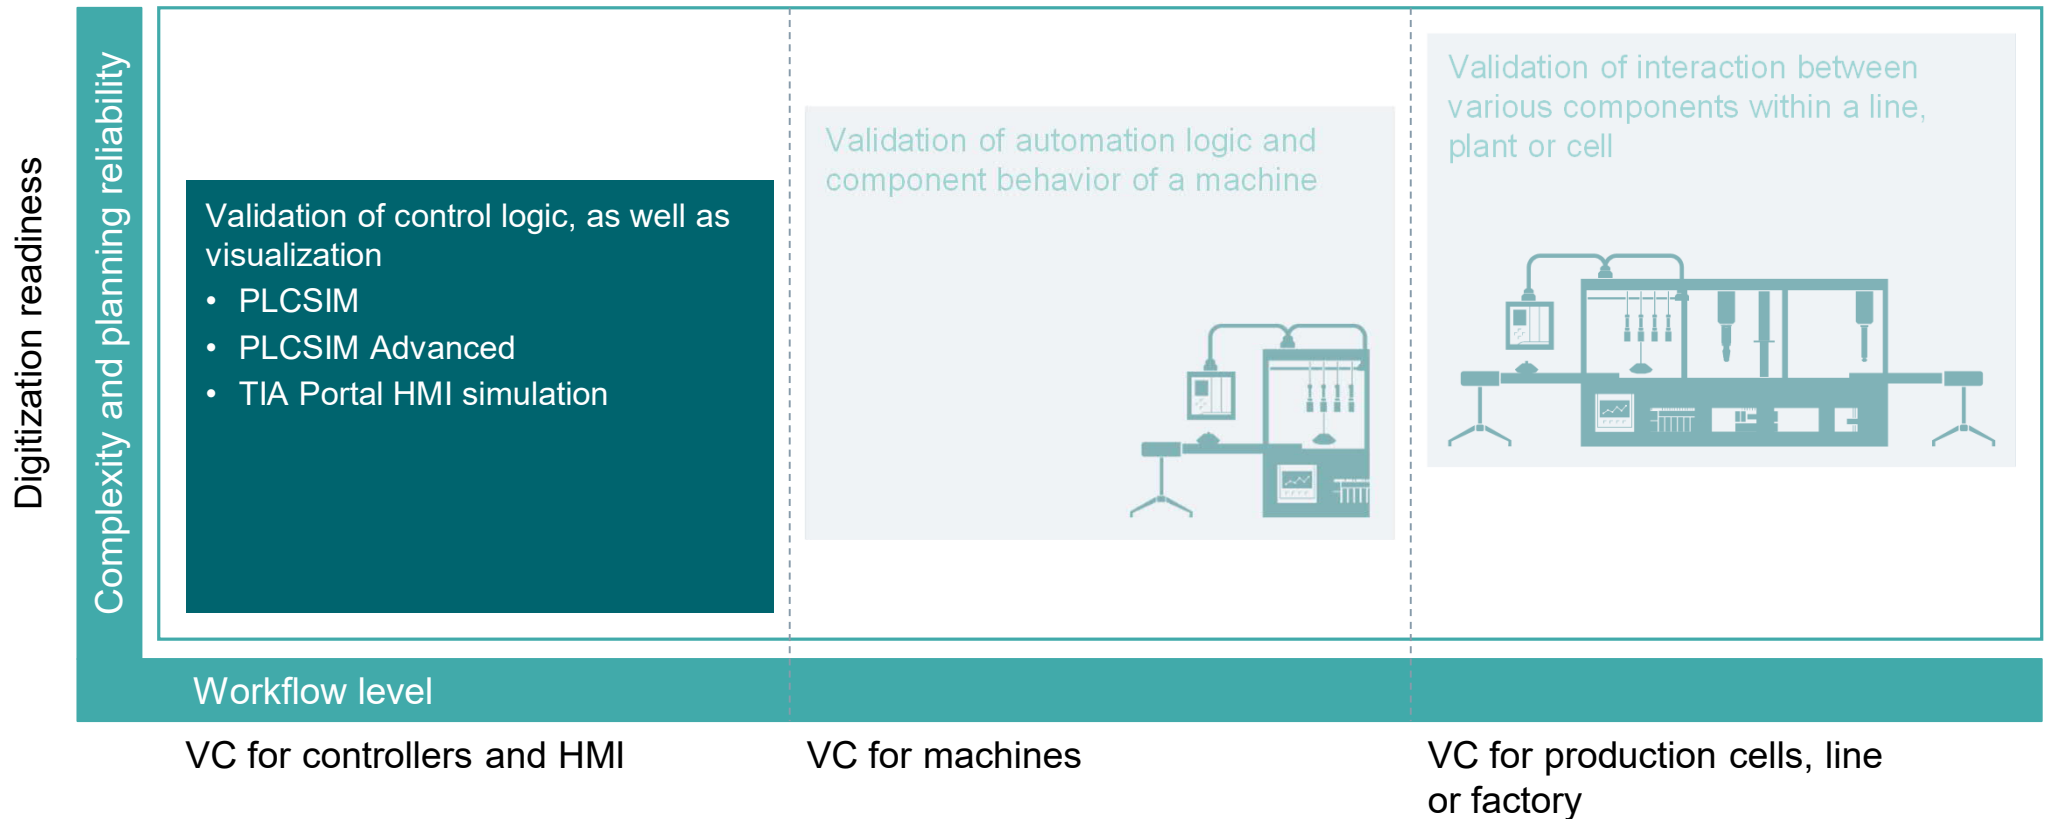 Digitization readiness
Complexity and planning reliability
Validation of control logic, as well as
visualization
• PLCSIM
• PLCSIM Advanced
• TIA Portal HMI simulation
Validation of automation logic and
component behavior of a machine
Validation of interaction between
various components within a line,
plant or cell
Workflow level
VC for controllers and HMI
VC for machines
VC for production cells, line
or factory